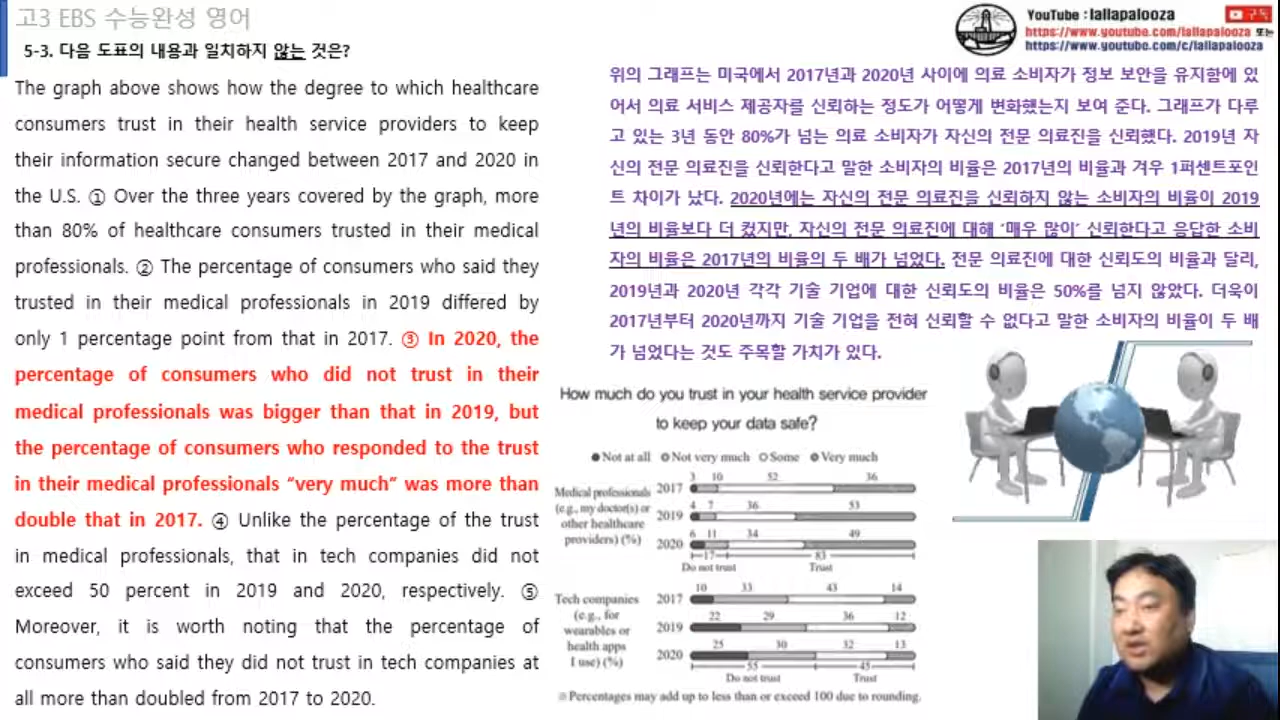 고3 EBS 수능완성 영어
5-3. 다음 도표의 내용과 일치하지 않는 것은?
YouTube : lallapalooza
구독
https://www.youtube.com/lallapalooza 또는
https://www.youtube.com/c/lallapalooza
The graph above shows how the degree to which healthcare
consumers trust in their health service providers to keep
their information secure changed between 2017 and 2020 in
the U.S. ① Over the three years covered by the graph, more
than 80% of healthcare consumers trusted in their medical
professionals. ② The percentage of consumers who said they
trusted in their medical professionals in 2019 differed by
only 1 percentage point from that in 2017. ③ In 2020, the
percentage of consumers who did not trust in their
medical professionals was bigger than that in 2019, but
the percentage of consumers who responded to the trust
in their medical professionals “very much” was more than
double that in 2017. ④ Unlike the percentage of the trust
in medical professionals, that in tech companies did not
exceed 50 percent in 2019 and 2020, respectively. ⑤
Moreover, it is worth noting that the percentage of
consumers who said they did not trust in tech companies at
all more than doubled from 2017 to 2020.
위의 그래프는 미국에서 2017년과 2020년 사이에 의료 소비자가 정보 보안을 유지함에 있
어서 의료 서비스 제공자를 신뢰하는 정도가 어떻게 변화했는지 보여 준다. 그래프가 다루
고 있는 3년 동안 80%가 넘는 의료 소비자가 자신의 전문 의료진을 신뢰했다. 2019년 자
신의 전문 의료진을 신뢰한다고 말한 소비자의 비율은 2017년의 비율과 겨우 1퍼센트포인
트 차이가 났다. 2020년에는 자신의 전문 의료진을 신뢰하지 않는 소비자의 비율이 2019
년의 비율보다 더 컸지만, 자신의 전문 의료진에 대해 ‘매우 많이’ 신뢰한다고 응답한 소비
자의 비율은 2017년의 비율의 두 배가 넘었다. 전문 의료진에 대한 신뢰도의 비율과 달리,
2019년과 2020년 각각 기술 기업에 대한 신뢰도의 비율은 50%를 넘지 않았다. 더욱이
2017년부터 2020년까지 기술 기업을 전혀 신뢰할 수 없다고 말한 소비자의 비율이 두 배
가 넘었다는 것도 주목할 가치가 있다.
How much do you trust in your health service provider
to keep your data safe?
Not at all Not very much Some Very much
Medical professionals
(e.g., my doctor(s) or
other healthcare
providers) (%)
2017 3 10 52 36
2019 4 7 36 53
2020 6 11 34 49
17 83
Do not trust Trust
Tech companies
(e.g., for
wearables or
health apps
I use) (%)
2017 10 33 43 14
2019 22 29 36 12
2020 25 30 32 13
55 45
Do not trust Trust
※Percentages may add up to less than or exceed 100 due to rounding.